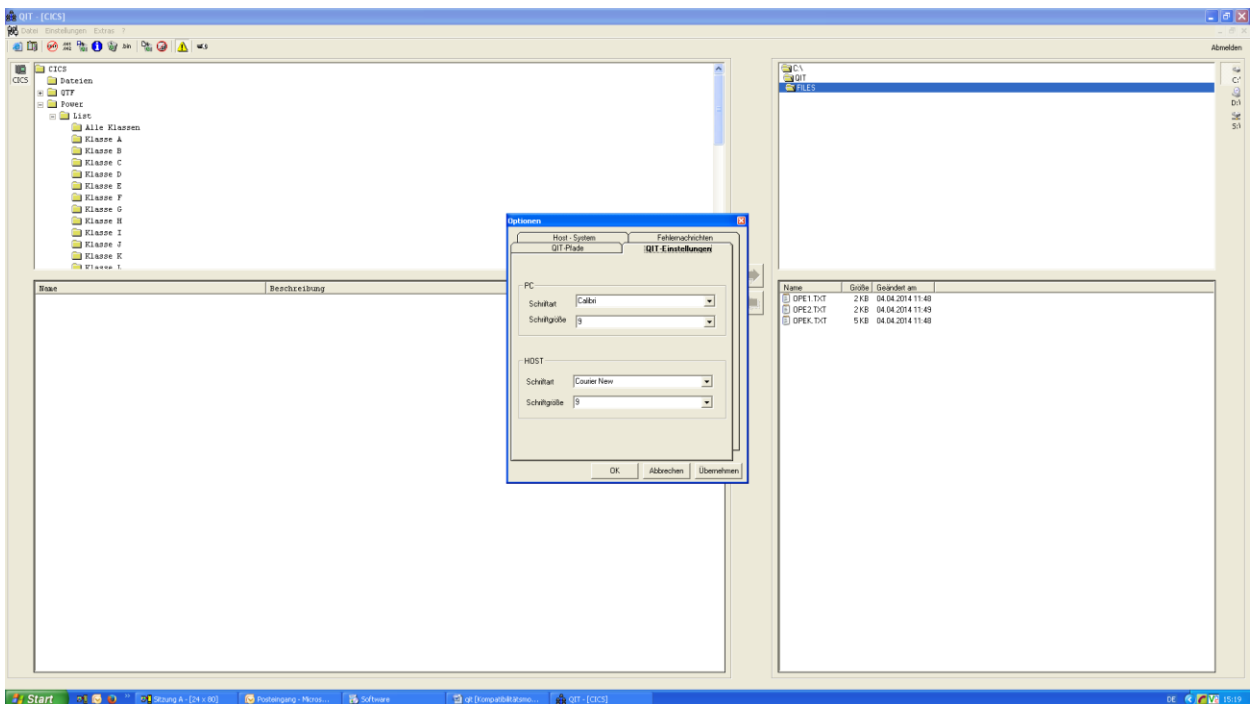 QIT - [CICS]
Datei Einstellungen Extras ?
Abmelden
CICS
CICS
Dateien
QTF
Power
List
Alle Klassen
Klasse A
Klasse B
Klasse C
Klasse D
Klasse E
Klasse F
Klasse G
Klasse H
Klasse I
Klasse J
Klasse K
Klasse L
Name Beschreibung
C:\
QIT
FILES
C:\
D:\
S:\
Name Größe Geändert am
OPE1.TXT 2 KB 04.04.2014 11:48
OPE2.TXT 2 KB 04.04.2014 11:49
OPEK.TXT 5 KB 04.04.2014 11:48
Optionen
Host - System Fehlernachrichten
QIT-Pfade QIT-Einstellungen
PC
Schriftart Calibri
Schriftgröße 9
HOST
Schriftart Courier New
Schriftgröße 9
OK Abbrechen Übernehmen
Start Sitzung A - [24 x 80] Posteingang - Micros... Software qit [Kompatibilitätsmo... QIT - [CICS] DE 15:19